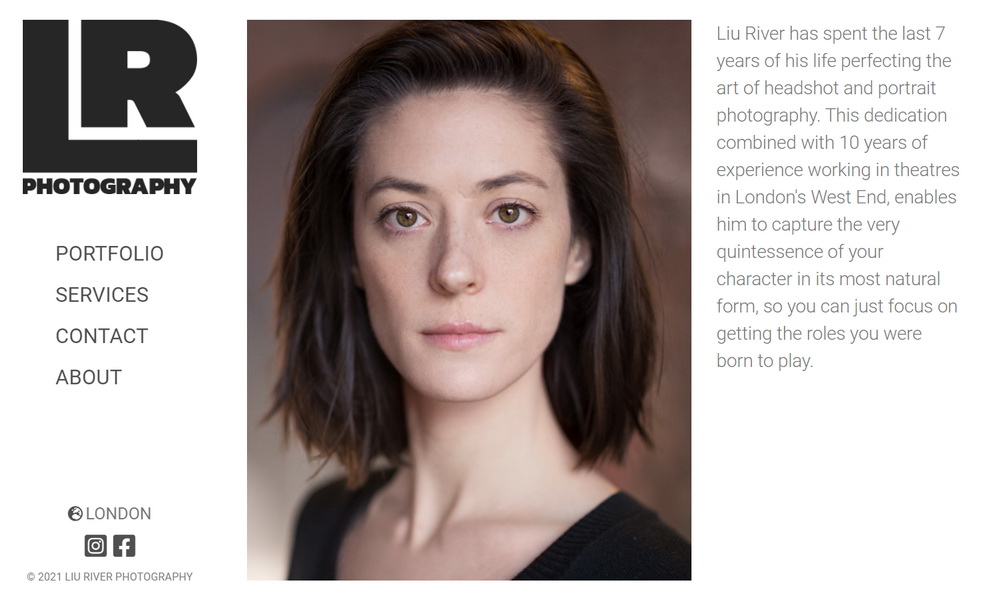 LR
PHOTOGRAPHY
PORTFOLIO
SERVICES
CONTACT
ABOUT
LONDON
© 2021 LIU RIVER PHOTOGRAPHY
Liu River has spent the last 7
years of his life perfecting the
art of headshot and portrait
photography. This dedication
combined with 10 years of
experience working in theatres
in London's West End, enables
him to capture the very
quintessence of your
character in its most natural
form, so you can just focus on
getting the roles you were
born to play.